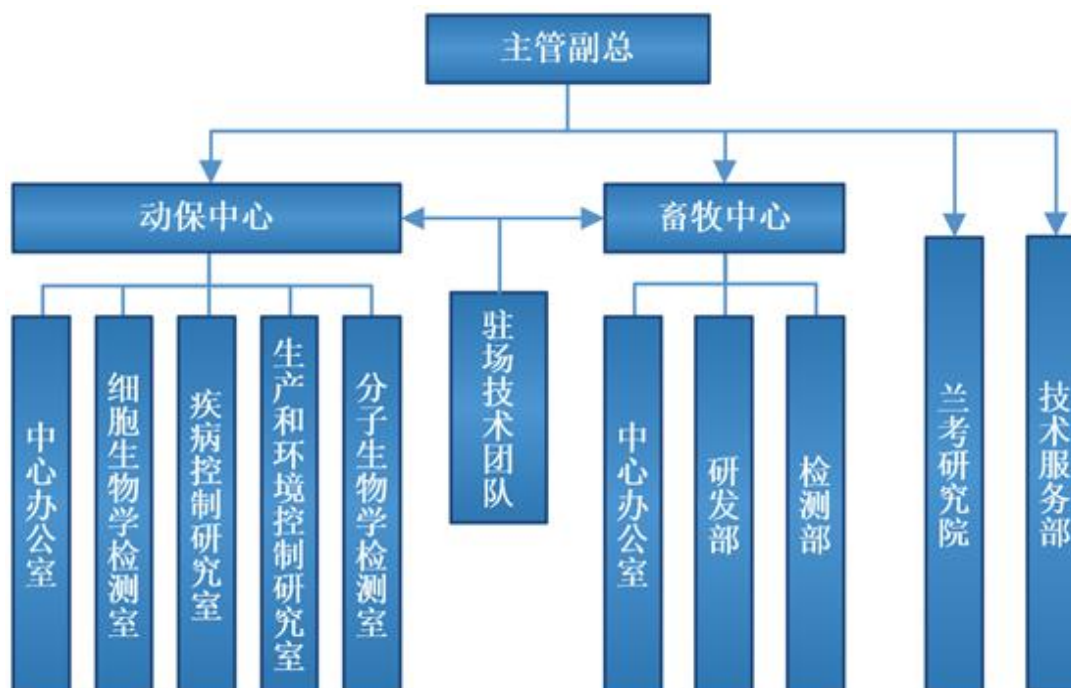 主管副总
动保中心
畜牧中心
中心办公室
细胞生物学检测室
疾病控制研究室
生产和环境控制研究室
分子生物学检测室
驻场技术团队
中心办公室
研发部
检测部
兰考研究院
技术服务部